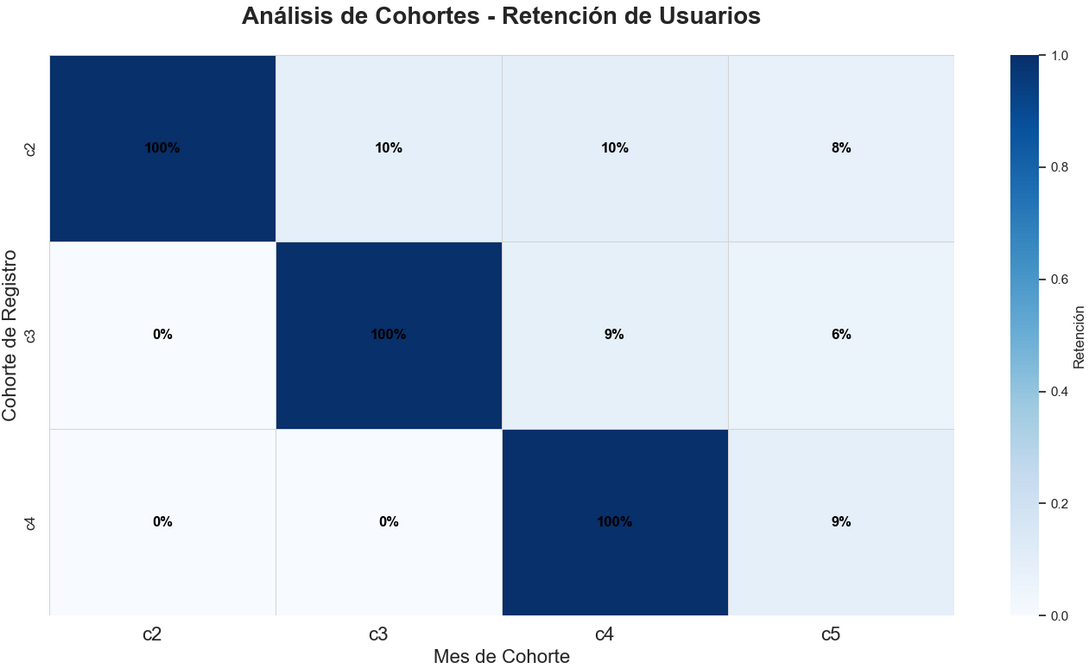 Análisis de Cohortes - Retención de Usuarios
Cohorte de Registro
c2
100%
10%
10%
8%
c3
0%
100%
9%
6%
c4
0%
0%
100%
9%
c2
c3
c4
c5
Mes de Cohorte
1.0
0.8
0.6
0.4
0.2
0.0
Retención